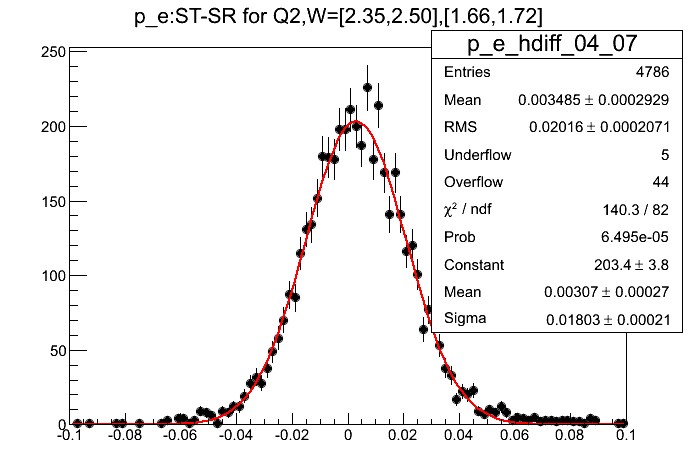 p_e:ST-SR for Q2,W=[2.35,2.50],[1.66,1.72]
p_e_hdiff_04_07
Entries 4786
Mean 0.003485 ± 0.0002929
RMS 0.02016 ± 0.0002071
Underflow 5
Overflow 44
χ² / ndf 140.3 / 82
Prob 6.495e-05
Constant 203.4 ± 3.8
Mean 0.00307 ± 0.00027
Sigma 0.01803 ± 0.00021
250
200
150
100
50
0
-0.1 -0.08 -0.06 -0.04 -0.02 0 0.02 0.04 0.06 0.08 0.1